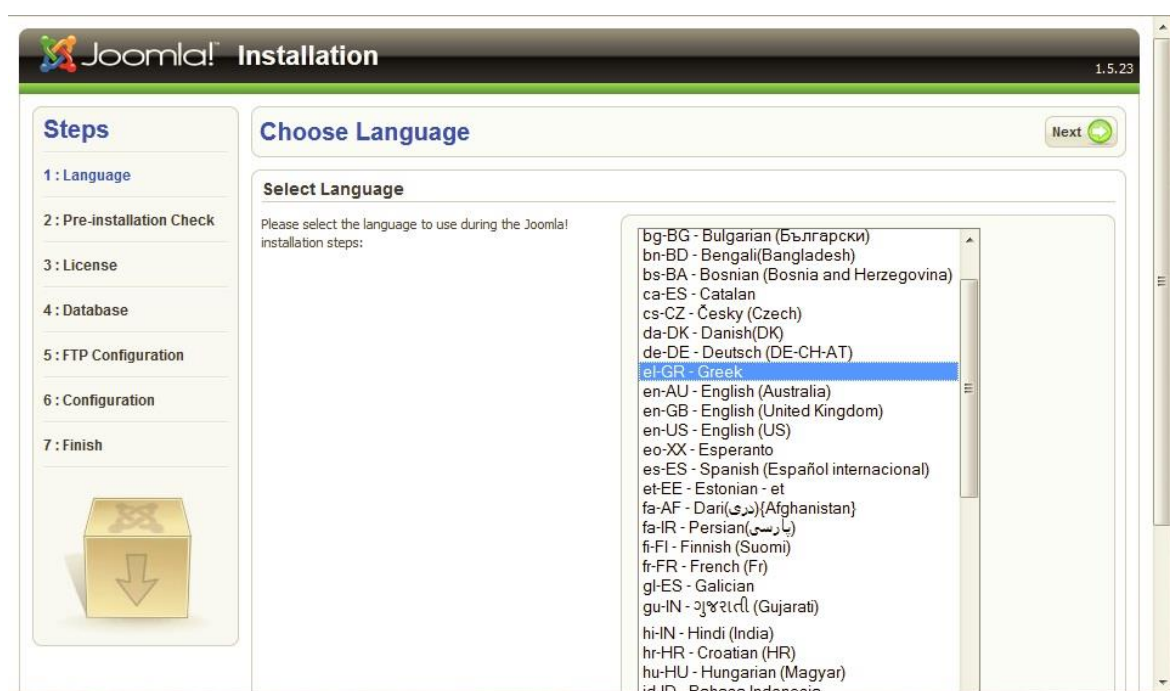 Joomla!™ Installation
1.5.23
Steps
1 : Language
2 : Pre-installation Check
3 : License
4 : Database
5 : FTP Configuration
6 : Configuration
7 : Finish
Choose Language
Next
Select Language
Please select the language to use during the Joomla!
installation steps:
bg-BG - Bulgarian (Български)
bn-BD - Bengali(Bangladesh)
bs-BA - Bosnian (Bosnia and Herzegovina)
ca-ES - Catalan
cs-CZ - Česky (Czech)
da-DK - Danish(DK)
de-DE - Deutsch (DE-CH-AT)
el-GR - Greek
en-AU - English (Australia)
en-GB - English (United Kingdom)
en-US - English (US)
eo-XX - Esperanto
es-ES - Spanish (Español internacional)
et-EE - Estonian - et
fa-AF - Dari(دری){Afghanistan}
fa-IR - Persian(پارسی)
fi-FI - Finnish (Suomi)
fr-FR - French (Fr)
gl-ES - Galician
gu-IN - ગુજરાતી (Gujarati)
hi-IN - Hindi (India)
hr-HR - Croatian (HR)
hu-HU - Hungarian (Magyar)
id-ID - Bahasa Indonesia